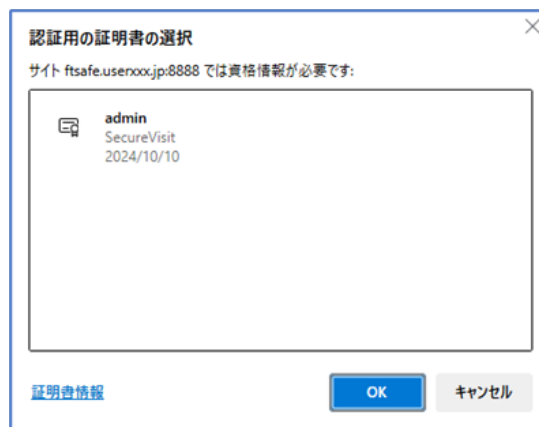 認証用の証明書の選択
サイト ftsafe.userxxx.jp:8888 では資格情報が必要です:
admin
SecureVisit
2024/10/10
証明書情報
OK
キャンセル